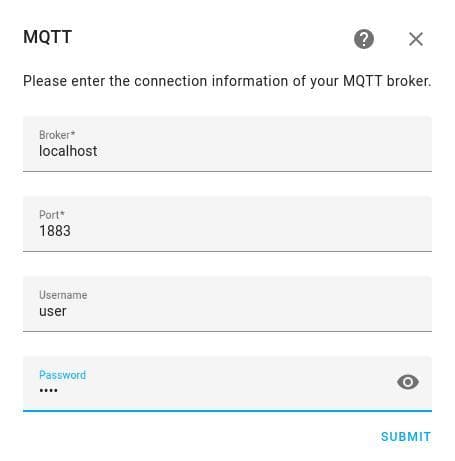 MQTT
Please enter the connection information of your MQTT broker.
Broker*
localhost
Port*
1883
Username
user
Password
••••
SUBMIT